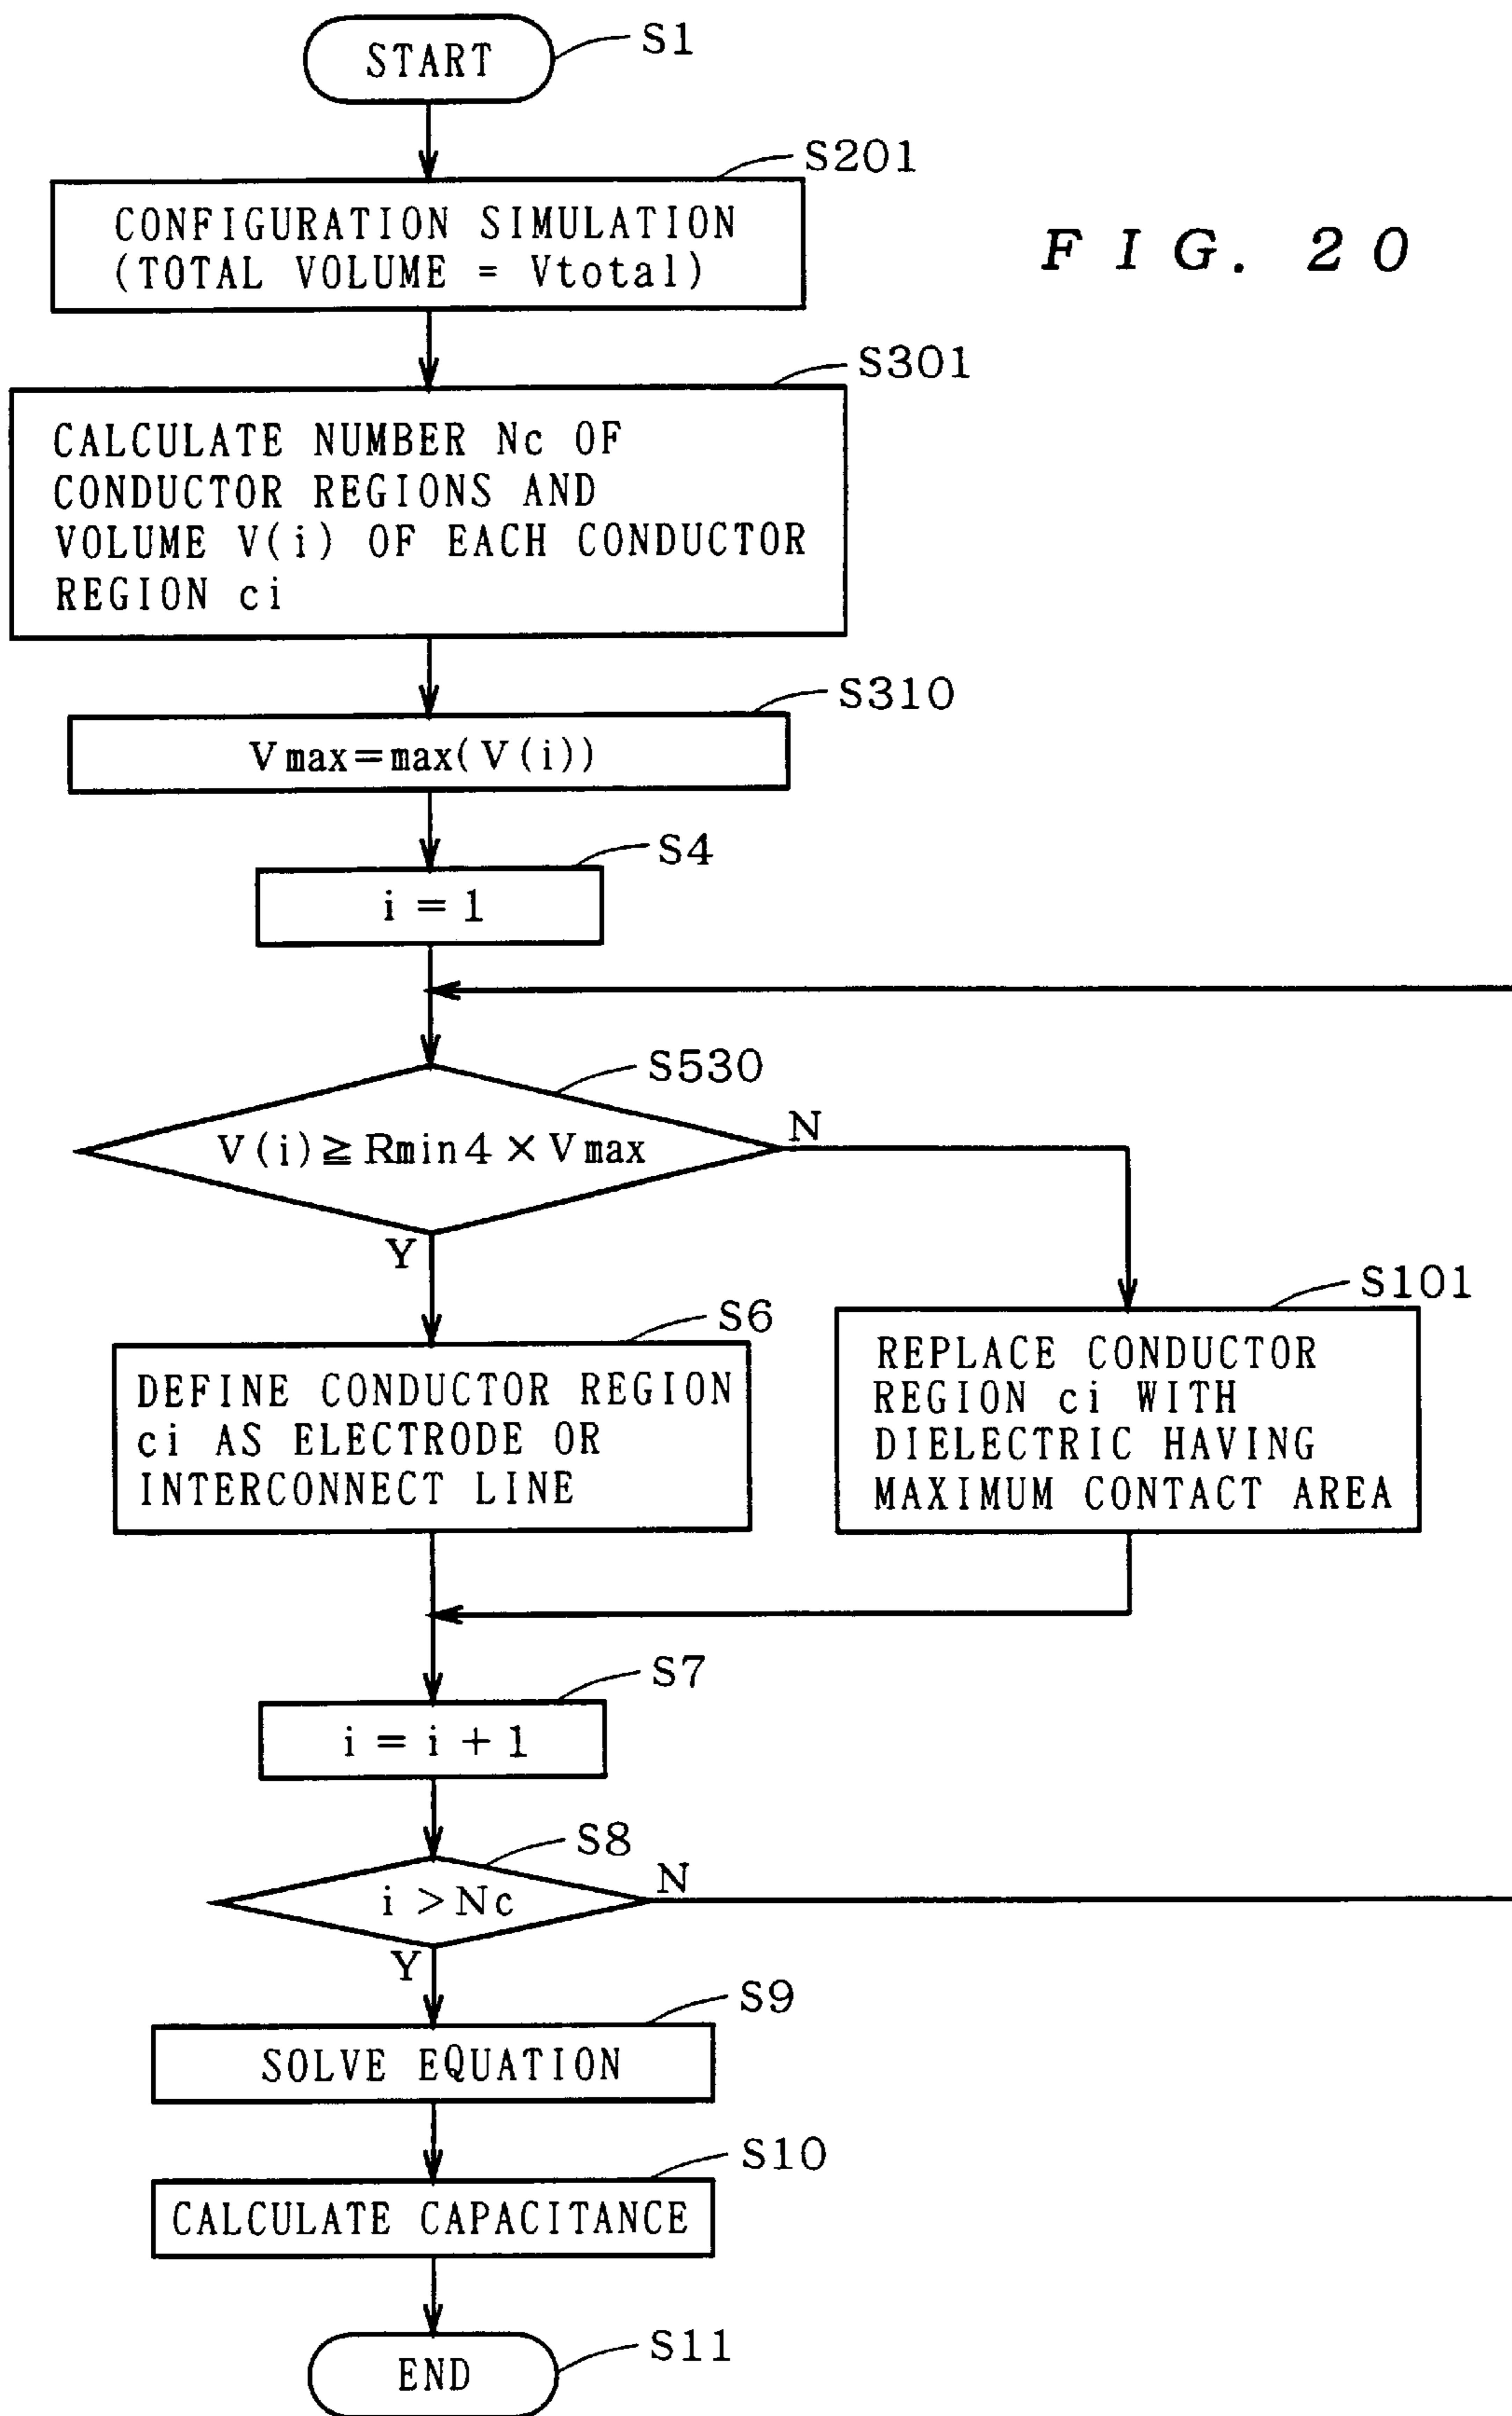 START
S1
S201
CONFIGURATION SIMULATION
(TOTAL VOLUME = Vtotal)
FIG. 20
S301
CALCULATE NUMBER Nc OF
CONDUCTOR REGIONS AND
VOLUME V(i) OF EACH CONDUCTOR
REGION ci
S310
Vmax=max(V(i))
S4
i = 1
S530
V(i)≧Rmin4×Vmax
N
Y
S6
DEFINE CONDUCTOR REGION
ci AS ELECTRODE OR
INTERCONNECT LINE
S101
REPLACE CONDUCTOR
REGION ci WITH
DIELECTRIC HAVING
MAXIMUM CONTACT AREA
S7
i = i + 1
S8
i > Nc
N
Y
S9
SOLVE EQUATION
S10
CALCULATE CAPACITANCE
S11
END